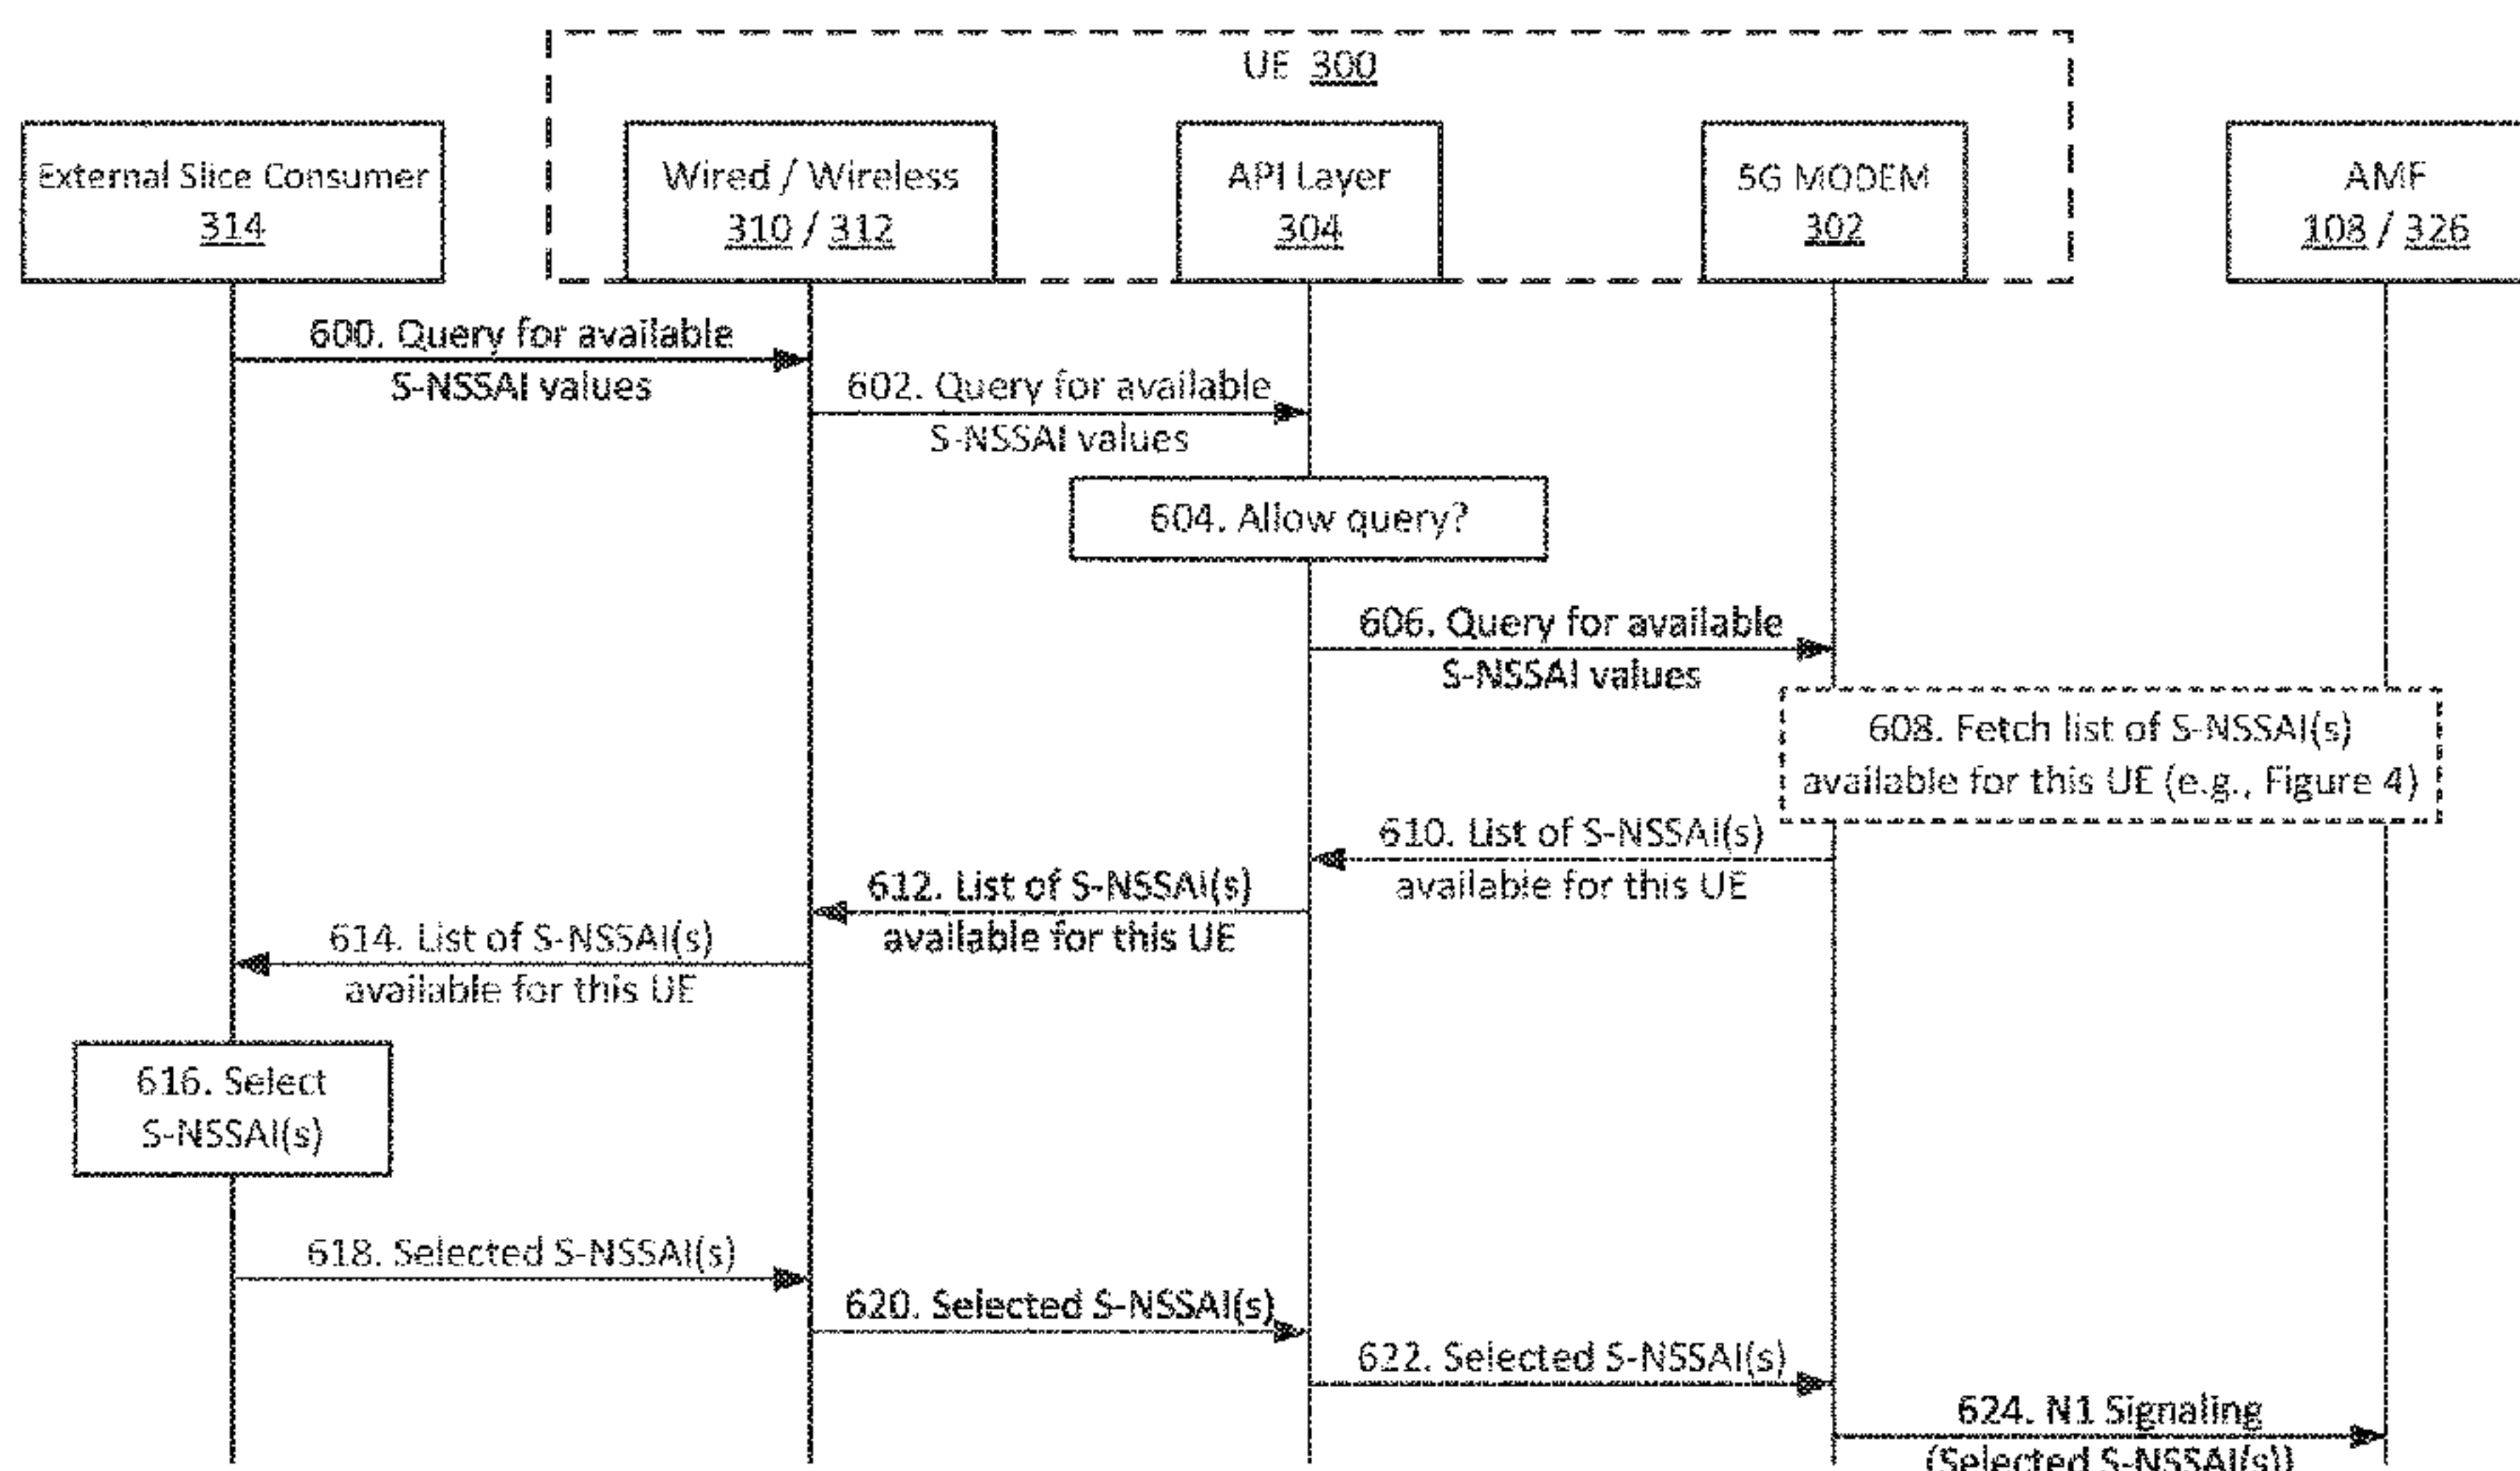 UE 300
External Slice Consumer
314
Wired / Wireless
310 / 312
API Layer
304
5G MODEM
302
AMF
108 / 326
600. Query for available
S-NSSAI values
602. Query for available
S-NSSAI values
604. Allow query?
606. Query for available
S-NSSAI values
608. Fetch list of S-NSSAI(s)
available for this UE (e.g., Figure 4)
610. List of S-NSSAI(s)
available for this UE
612. List of S-NSSAI(s)
available for this UE
614. List of S-NSSAI(s)
available for this UE
616. Select
S-NSSAI(s)
618. Selected S-NSSAI(s)
620. Selected S-NSSAI(s)
622. Selected S-NSSAI(s)
624. N1 Signaling
(Selected S-NSSAI(s))